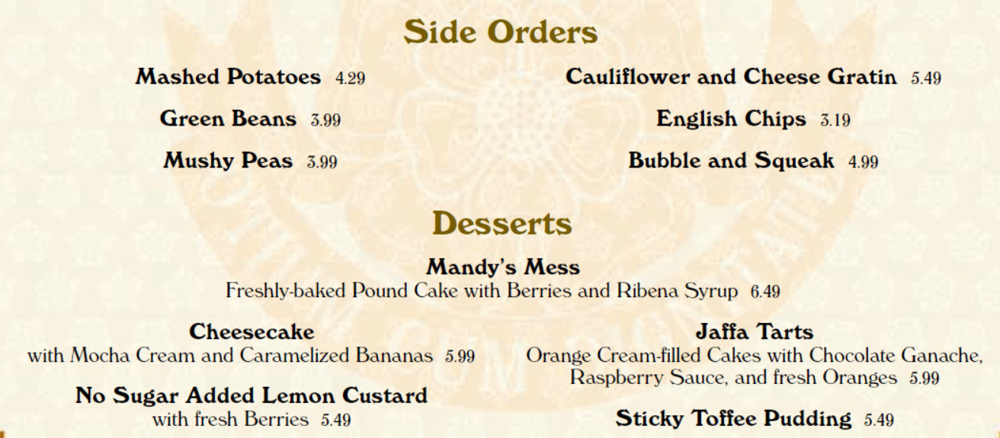 Side Orders
Mashed Potatoes 4.29
Cauliflower and Cheese Gratin 5.49
Green Beans 3.99
English Chips 3.19
Mushy Peas 3.99
Bubble and Squeak 4.99
Desserts
Mandy's Mess
Freshly-baked Pound Cake with Berries and Ribena Syrup 6.49
Cheesecake
with Mocha Cream and Caramelized Bananas 5.99
No Sugar Added Lemon Custard
with fresh Berries 5.49
Jaffa Tarts
Orange Cream-filled Cakes with Chocolate Ganache,
Raspberry Sauce, and fresh Oranges 5.99
Sticky Toffee Pudding 5.49
OTIUM CUM DIGNITATE